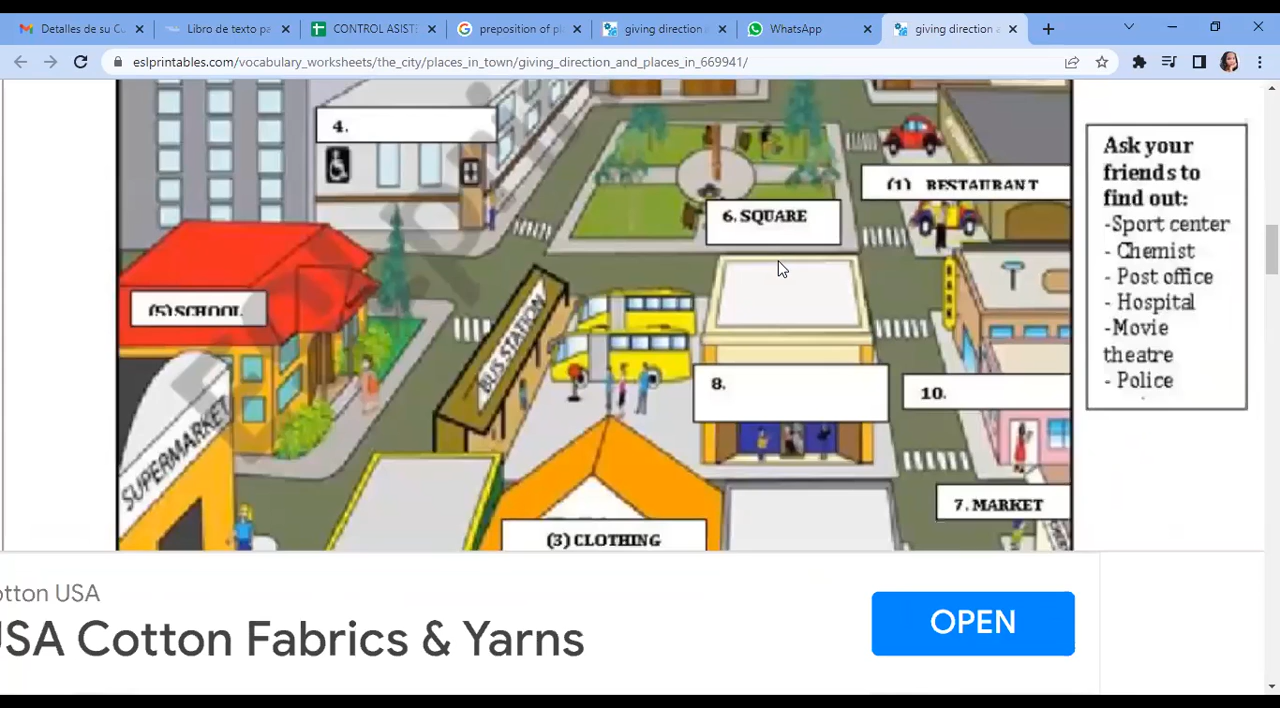 Detalles de su Cu
Libro de texto pa
CONTROL ASIST
preposition of pl
giving direction
WhatsApp
giving direction a
eslprintables.com/vocabulary_worksheets/the_city/places_in_town/giving_direction_and_places_in_669941/
4.
(1) RESTAURANT
6. SQUARE
(5) SCHOOL
BUS STATION
BANK
8.
10.
SUPERMARKET
7. MARKET
(3) CLOTHING
Ask your
friends to
find out:
-Sport center
- Chemist
- Post office
- Hospital
-Movie
theatre
- Police
otton USA
USA Cotton Fabrics & Yarns
OPEN